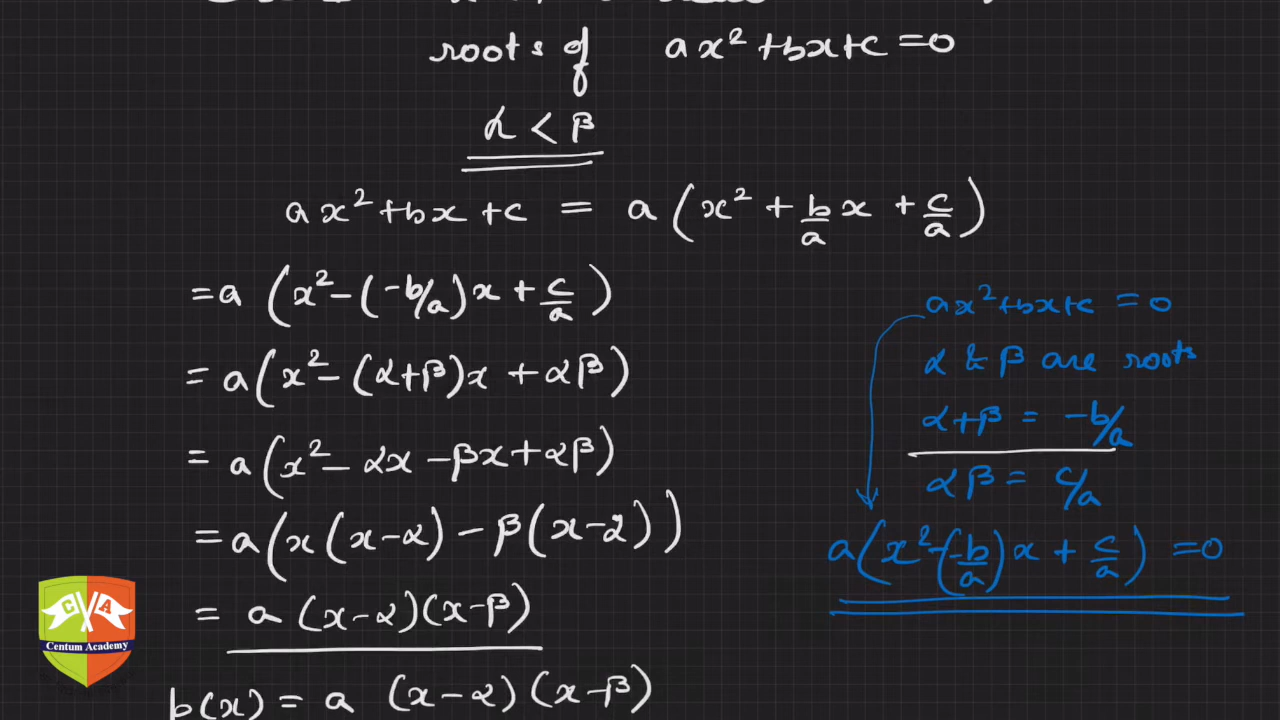 roots of ax² + bx + c = 0
α < β
ax² + bx + c = a(x² + b/a x + c/a)
= a (x² - (-b/a)x + c/a)
= a(x² - (α+β)x + αβ)
= a(x² - αx - βx + αβ)
= a(x(x-α) - β(x-α))
= a (x-α)(x-β)
b(x) = a (x-α)(x-β)
ax² + bx + c = 0
α & β are roots
α+β = -b/a
αβ = c/a
a(x² - (-b/a)x + c/a) = 0
C A
Centum Academy